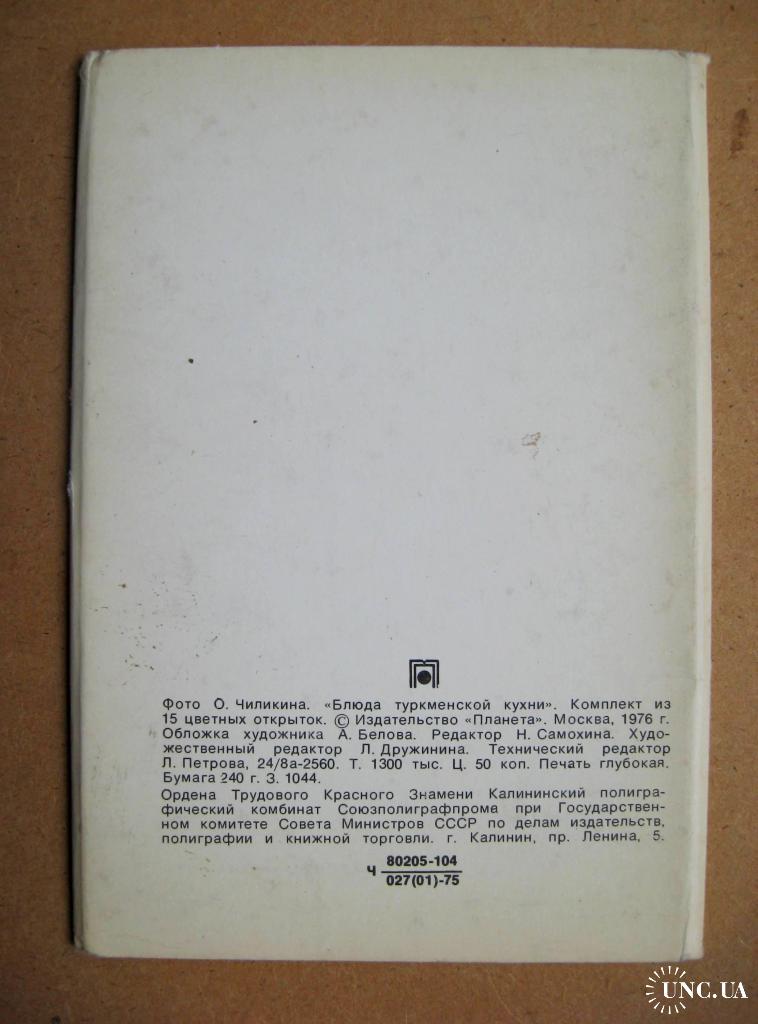 Фото О. Чиликина. «Блюда туркменской кухни». Комплект из
15 цветных открыток. © Издательство «Планета». Москва, 1976 г.
Обложка художника А. Белова. Редактор Н. Самохина. Худо-
жественный редактор Л. Дружинина. Технический редактор
Л. Петрова, 24/8а-2560. Т. 1300 тыс. Ц. 50 коп. Печать глубокая.
Бумага 240 г. З. 1044.
Ордена Трудового Красного Знамени Калининский полигра-
фический комбинат Союзполиграфпрома при Государствен-
ном комитете Совета Министров СССР по делам издательств,
полиграфии и книжной торговли. г. Калинин, пр. Ленина, 5.
80205-104
Ч
027(01)-75
UNC.UA